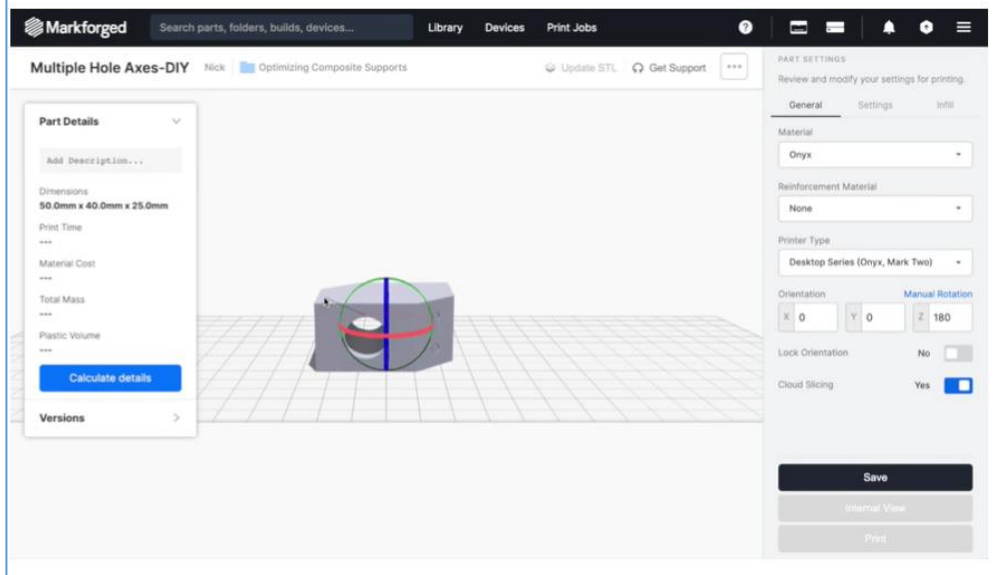 Markforged
Search parts, folders, builds, devices...
Library Devices Print Jobs
Multiple Hole Axes-DIY Nick Optimizing Composite Supports
Update STL Get Support
Part Details
Add Description...
Dimensions
50.0mm x 40.0mm x 25.0mm
Print Time
---
Material Cost
---
Total Mass
---
Plastic Volume
---
Calculate details
Versions
PART SETTINGS
Review and modify your settings for printing.
General Settings Infill
Material
Onyx
Reinforcement Material
None
Printer Type
Desktop Series (Onyx, Mark Two)
Orientation Manual Rotation
X 0 Y 0 Z 180
Lock Orientation No
Cloud Slicing Yes
Save
Internal View
Print